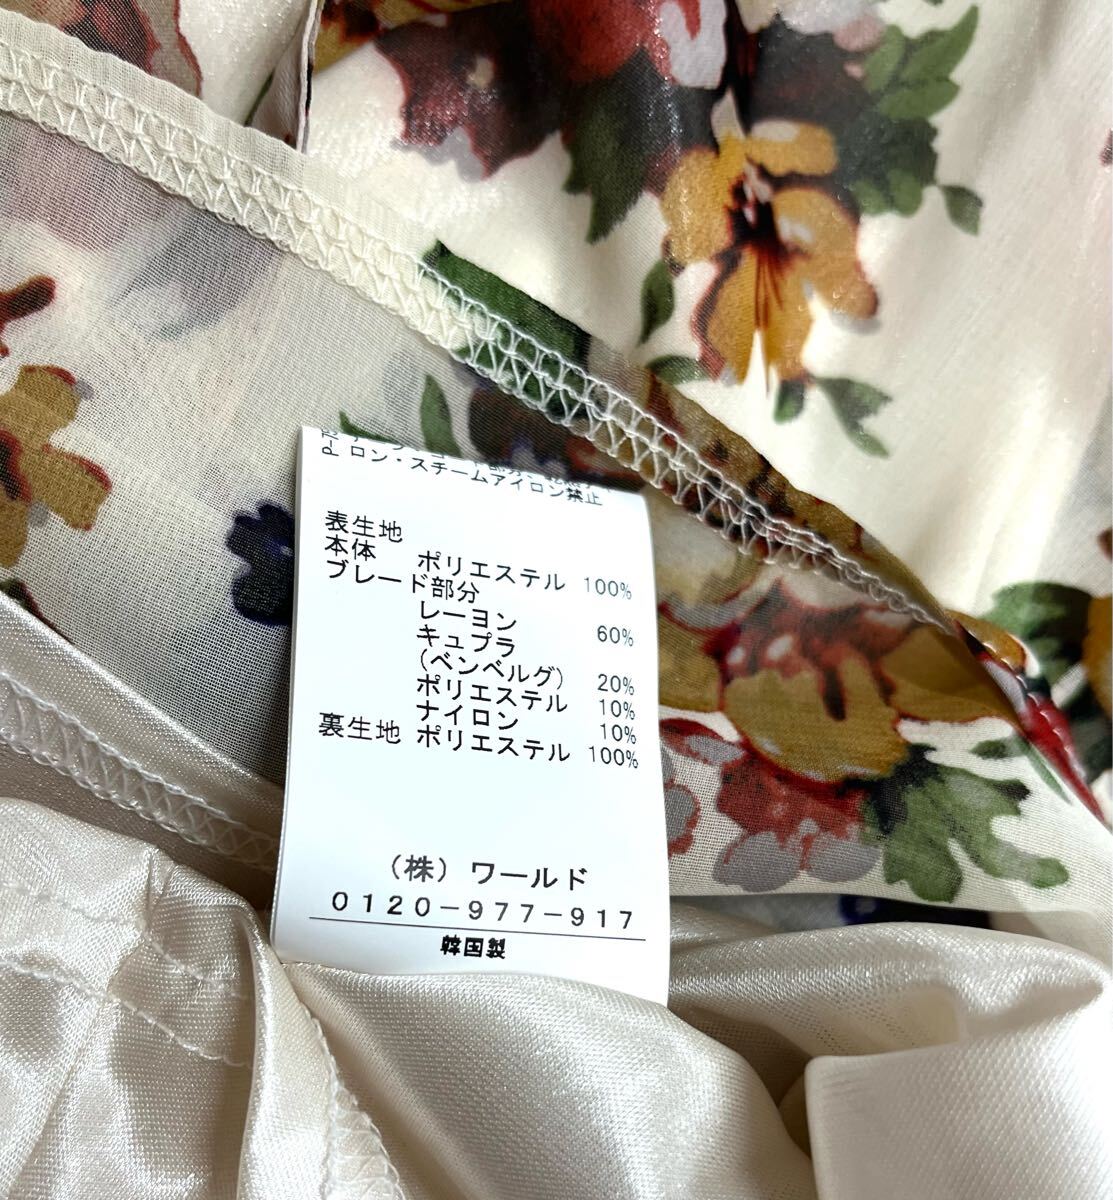 ロン・スチームアイロン禁止
表生地
本体 ポリエステル 100%
ブレード部分
レーヨン 60%
キュプラ
(ベンベルグ) 20%
ポリエステル 10%
ナイロン 10%
裏生地 ポリエステル 100%
(株)ワールド
0120-977-917
韓国製